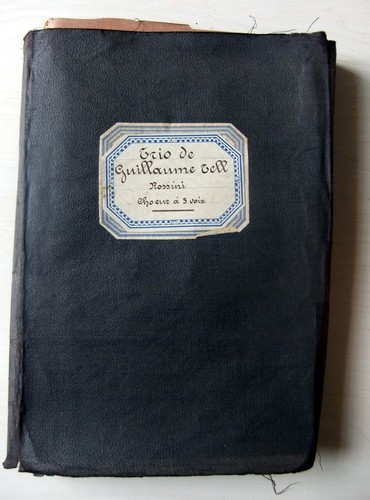 Trio de
Guillaume Tell
Rossini
Choeur à 3 voix